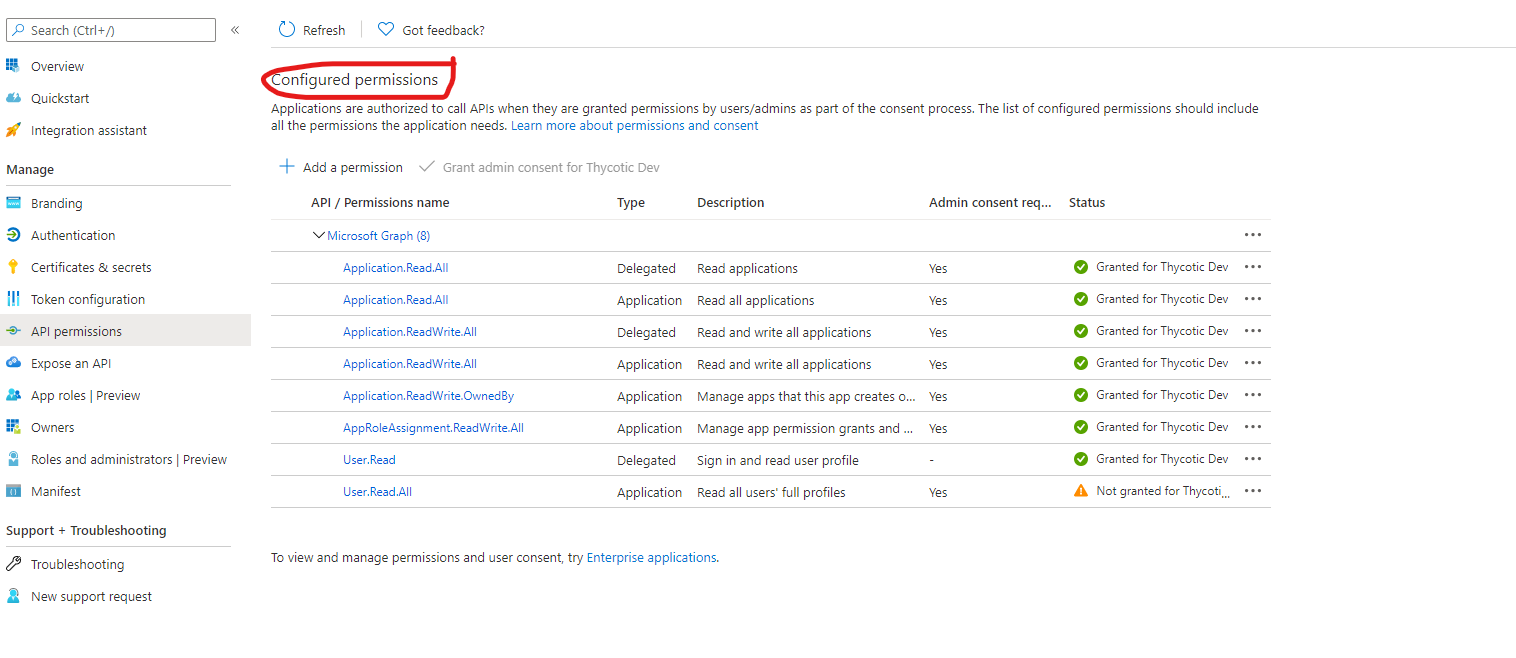 Search (Ctrl+/)
«
Refresh
Got feedback?
Overview
Quickstart
Integration assistant
Manage
Branding
Authentication
Certificates & secrets
Token configuration
API permissions
Expose an API
App roles | Preview
Owners
Roles and administrators | Preview
Manifest
Support + Troubleshooting
Troubleshooting
New support request
Configured permissions
Applications are authorized to call APIs when they are granted permissions by users/admins as part of the consent process. The list of configured permissions should include
all the permissions the application needs. Learn more about permissions and consent
Add a permission Grant admin consent for Thycotic Dev
API / Permissions name Type Description Admin consent req... Status
Microsoft Graph (8) ...
Application.Read.All Delegated Read applications Yes Granted for Thycotic Dev ...
Application.Read.All Application Read all applications Yes Granted for Thycotic Dev ...
Application.ReadWrite.All Delegated Read and write all applications Yes Granted for Thycotic Dev ...
Application.ReadWrite.All Application Read and write all applications Yes Granted for Thycotic Dev ...
Application.ReadWrite.OwnedBy Application Manage apps that this app creates o... Yes Granted for Thycotic Dev ...
AppRoleAssignment.ReadWrite.All Application Manage app permission grants and ... Yes Granted for Thycotic Dev ...
User.Read Delegated Sign in and read user profile - Granted for Thycotic Dev ...
User.Read.All Application Read all users' full profiles Yes Not granted for Thycoti... ...
To view and manage permissions and user consent, try Enterprise applications.